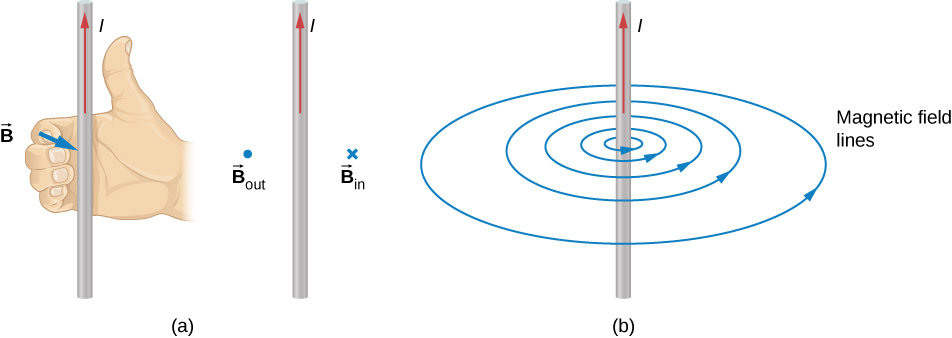 I
I
I
B⃗
B⃗out
B⃗in
Magnetic field
lines
(a)
(b)